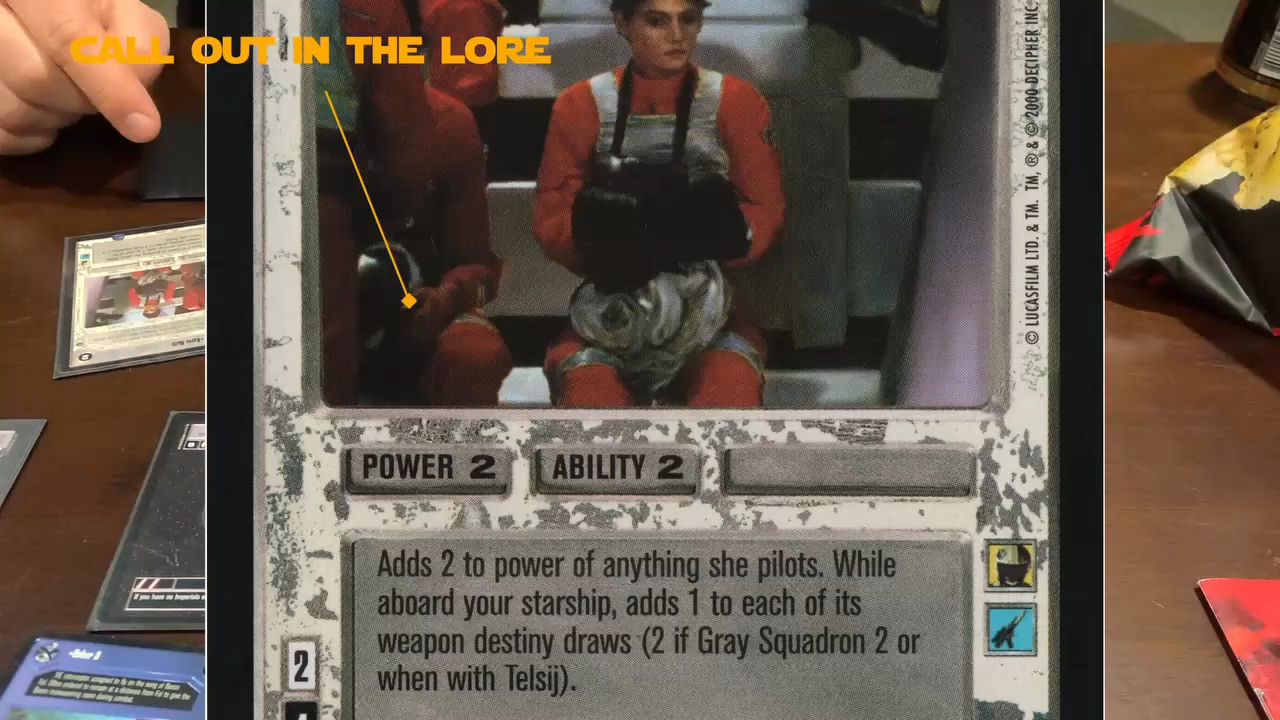 CALL OUT IN THE LORE
© LUCASFILM LTD. & TM. TM, ® & © 2000 DECIPHER INC.
POWER 2
ABILITY 2
Adds 2 to power of anything she pilots. While
aboard your starship, adds 1 to each of its
weapon destiny draws (2 if Gray Squadron 2 or
when with Telsij).
2